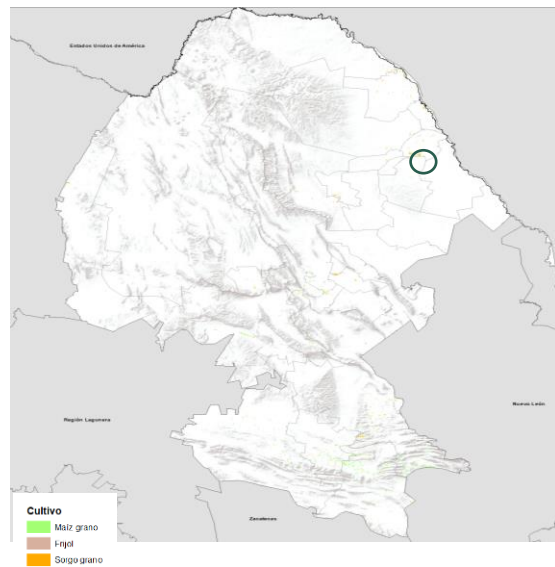 Estados Unidos de América
Nuevo León
Región Lagunera
Zacatecas
Cultivo
Maíz grano
Frijol
Sorgo grano